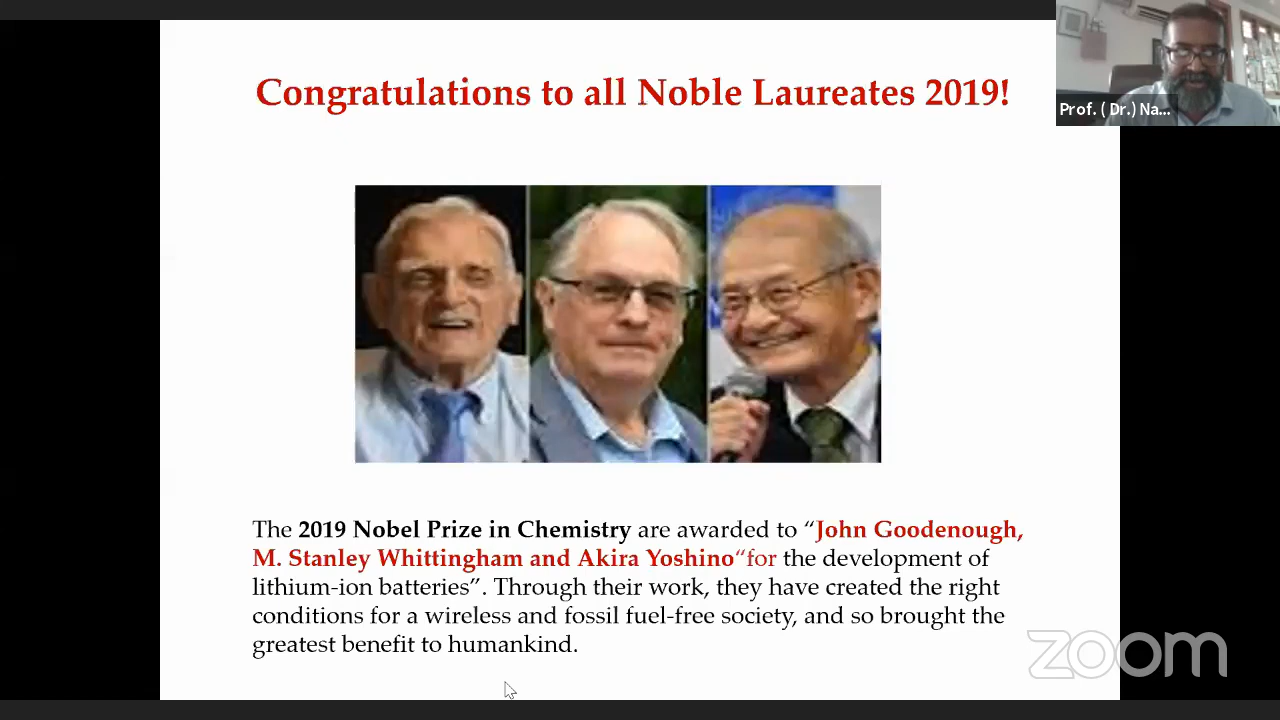 Congratulations to all Noble Laureates 2019!
Prof. ( Dr.) Na...
The 2019 Nobel Prize in Chemistry are awarded to “John Goodenough,
M. Stanley Whittingham and Akira Yoshino“for the development of
lithium-ion batteries”. Through their work, they have created the right
conditions for a wireless and fossil fuel-free society, and so brought the
greatest benefit to humankind.
zoom